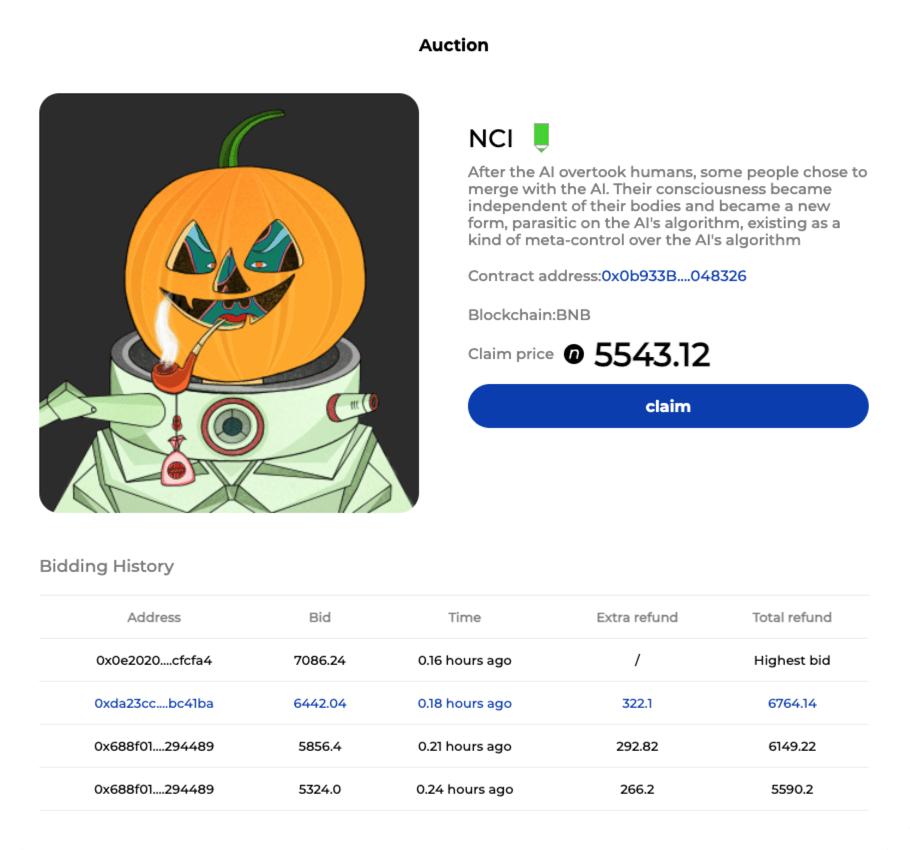 Auction
NCI
After the AI overtook humans, some people chose to
merge with the AI. Their consciousness became
independent of their bodies and became a new
form, parasitic on the AI's algorithm, existing as a
kind of meta-control over the AI's algorithm
Contract address:0x0b933B....048326
Blockchain:BNB
Claim price n 5543.12
claim
Bidding History
Address Bid Time Extra refund Total refund
0x0e2020....cfcfa4 7086.24 0.16 hours ago / Highest bid
0xda23cc....bc41ba 6442.04 0.18 hours ago 322.1 6764.14
0x688f01....294489 5856.4 0.21 hours ago 292.82 6149.22
0x688f01....294489 5324.0 0.24 hours ago 266.2 5590.2